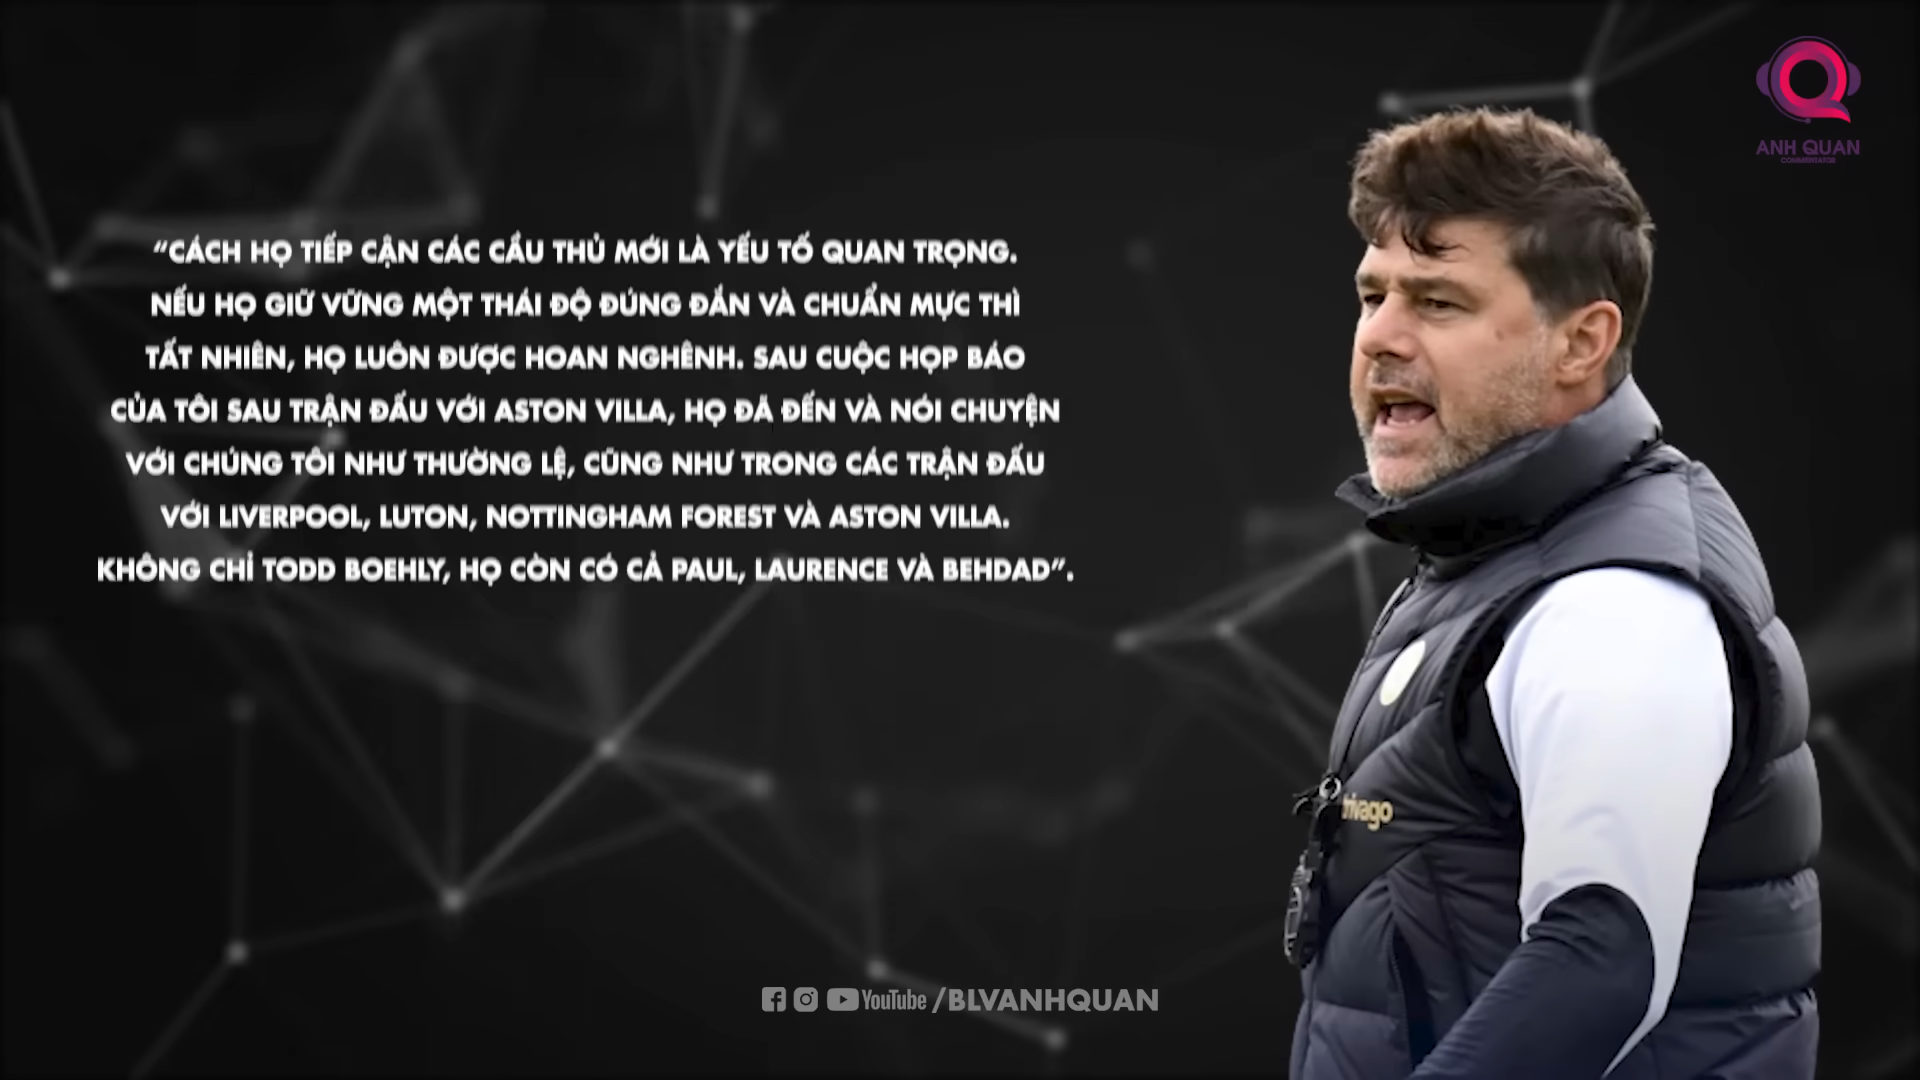 ANH QUAN
COMMENTATOR
“CÁCH HỌ TIẾP CẬN CÁC CẦU THỦ MỚI LÀ YẾU TỐ QUAN TRỌNG.
NẾU HỌ GIỮ VỮNG MỘT THÁI ĐỘ ĐÚNG ĐẮN VÀ CHUẨN MỰC THÌ
TẤT NHIÊN, HỌ LUÔN ĐƯỢC HOAN NGHÊNH. SAU CUỘC HỌP BÁO
CỦA TÔI SAU TRẬN ĐẤU VỚI ASTON VILLA, HỌ ĐÃ ĐẾN VÀ NÓI CHUYỆN
VỚI CHÚNG TÔI NHƯ THƯỜNG LỆ, CŨNG NHƯ TRONG CÁC TRẬN ĐẤU
VỚI LIVERPOOL, LUTON, NOTTINGHAM FOREST VÀ ASTON VILLA.
KHÔNG CHỈ TODD BOEHLY, HỌ CÒN CÓ CẢ PAUL, LAURENCE VÀ BEHDAD”.
trivago
YouTube /BLVANHQUAN